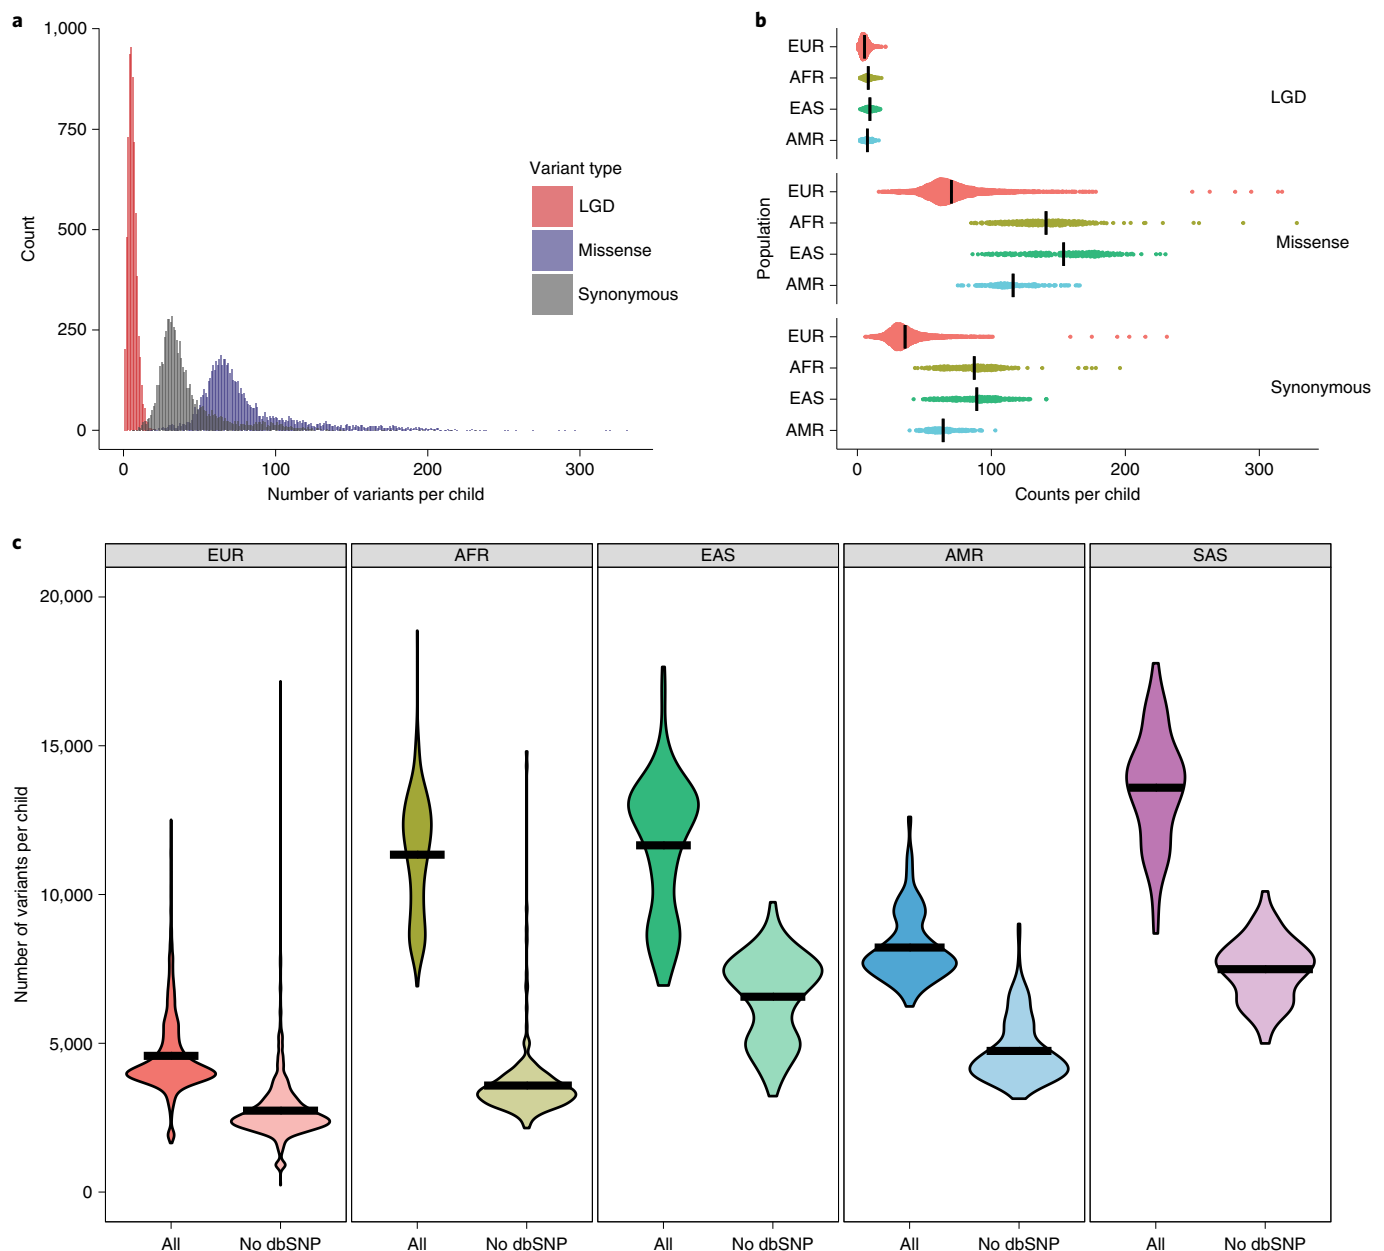 a
1,000
750
500
250
0
Count
0 100 200 300
Number of variants per child
Variant type
LGD
Missense
Synonymous
b
Population
EUR
AFR
EAS
AMR
LGD
EUR
AFR
EAS
AMR
Missense
EUR
AFR
EAS
AMR
Synonymous
0 100 200 300
Counts per child
c
EUR AFR EAS AMR SAS
20,000
15,000
10,000
5,000
0
Number of variants per child
All No dbSNP All No dbSNP All No dbSNP All No dbSNP All No dbSNP